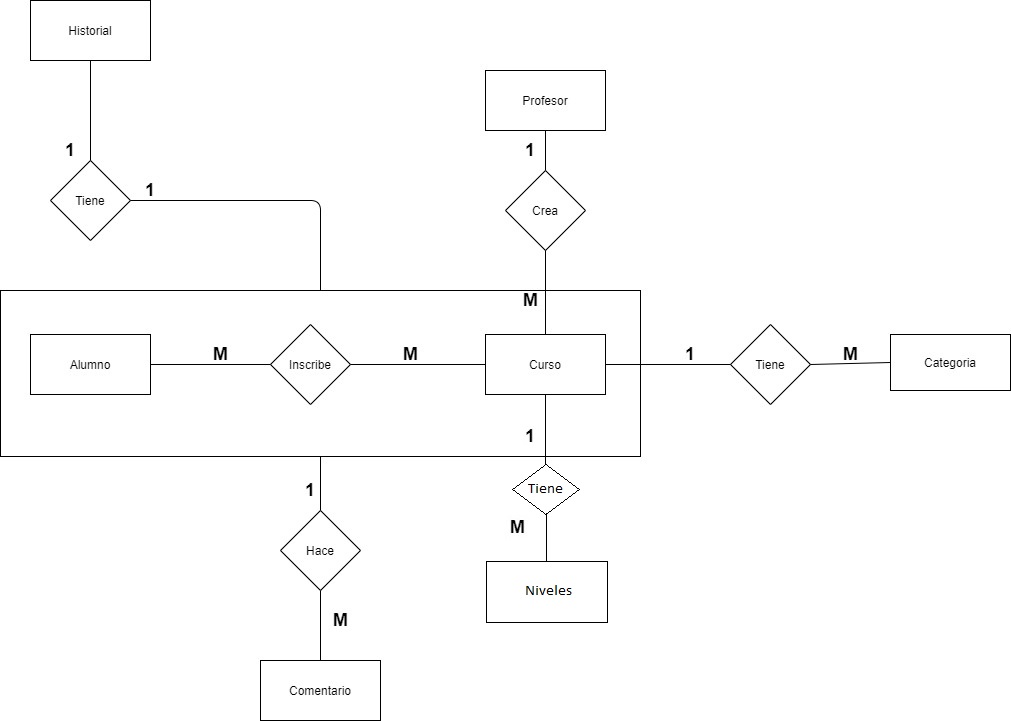 Historial
Profesor
1
1
Tiene
1
Crea
M
Alumno
M
Inscribe
M
Curso
1
Tiene
M
Categoria
1
Tiene
1
Hace
M
Niveles
M
Comentario